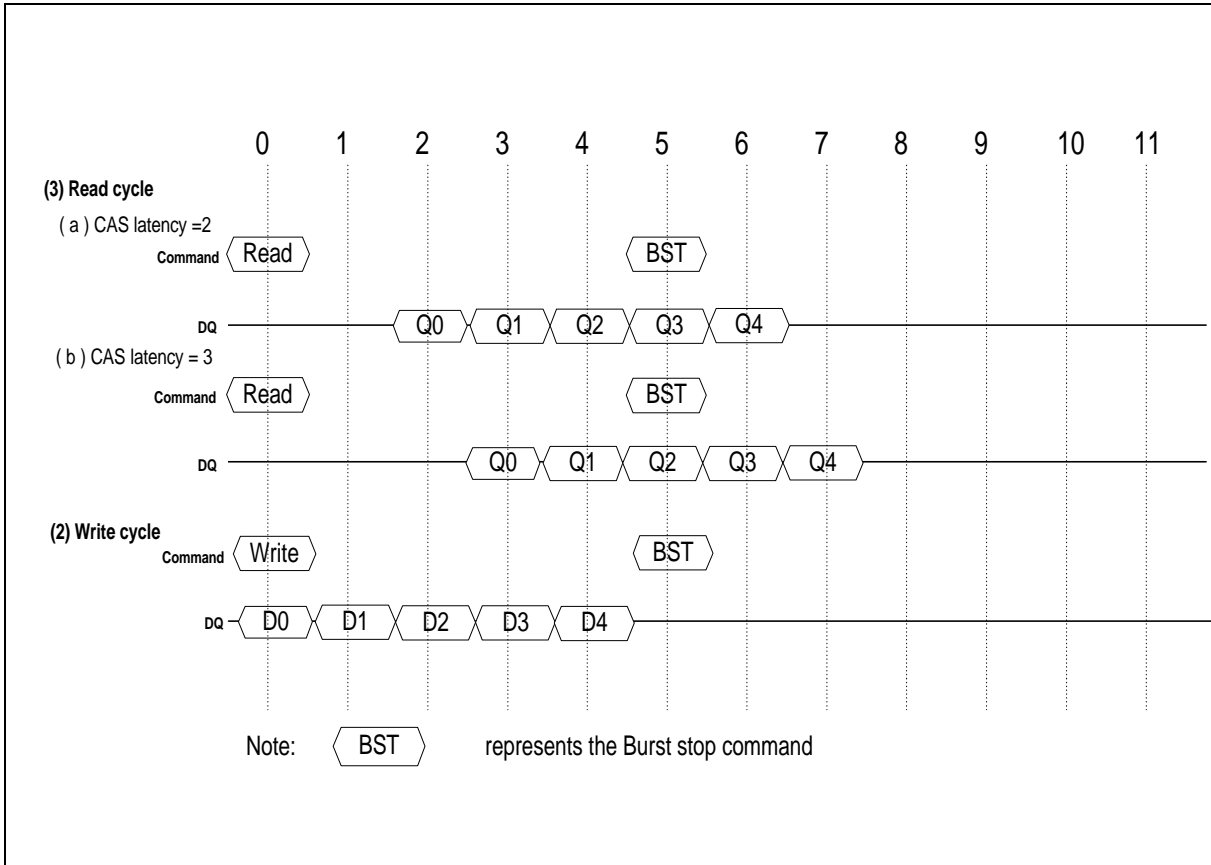 0 1 2 3 4 5 6 7 8 9 10 11
(3) Read cycle
( a ) CAS latency =2
Command Read BST
DQ Q0 Q1 Q2 Q3 Q4
( b ) CAS latency = 3
Command Read BST
DQ Q0 Q1 Q2 Q3 Q4
(2) Write cycle
Command Write BST
DQ D0 D1 D2 D3 D4
Note: BST represents the Burst stop command